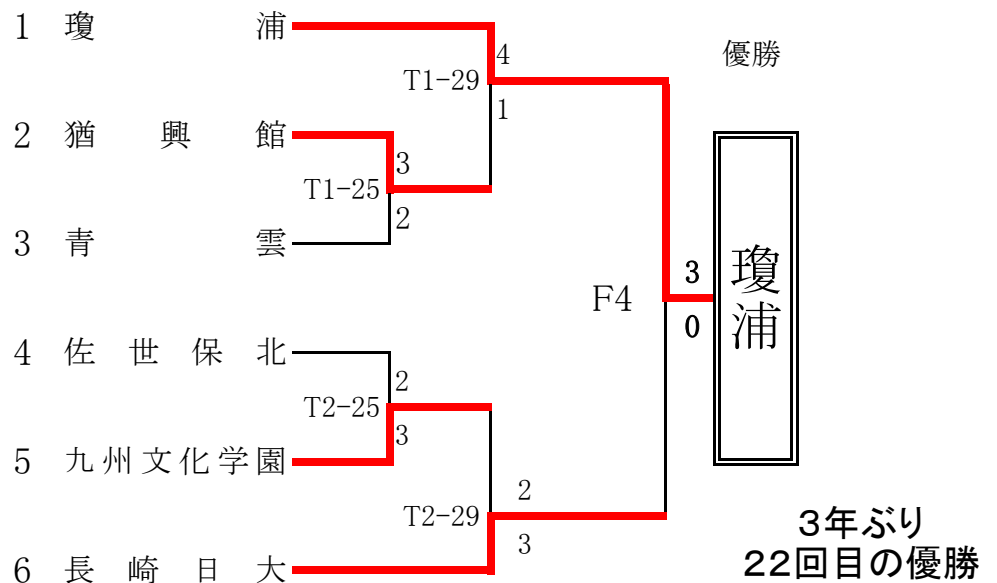 1 瓊浦
4
優勝
T1-29
1
2 猶興館
3
T1-25
2
3 青雲
3
F4
瓊浦
0
4 佐世保北
2
T2-25
3
5 九州文化学園
2
T2-29
3
6 長崎日大
3年ぶり
22回目の優勝